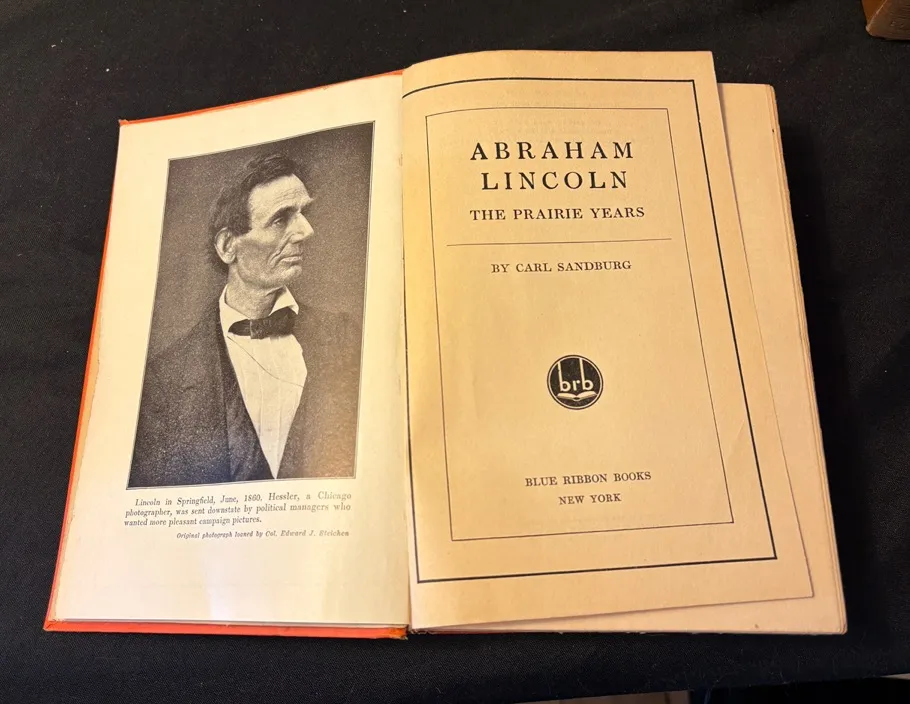 Lincoln in Springfield, June, 1860. Hessler, a Chicago
photographer, was sent downstate by political managers who
wanted more pleasant campaign pictures.
Original photograph loaned by Col. Edward J.
ABRAHAM
LINCOLN
THE PRAIRIE YEARS
BY CARL SANDBURG
brb
BLUE RIBBON BOOKS
NEW YORK